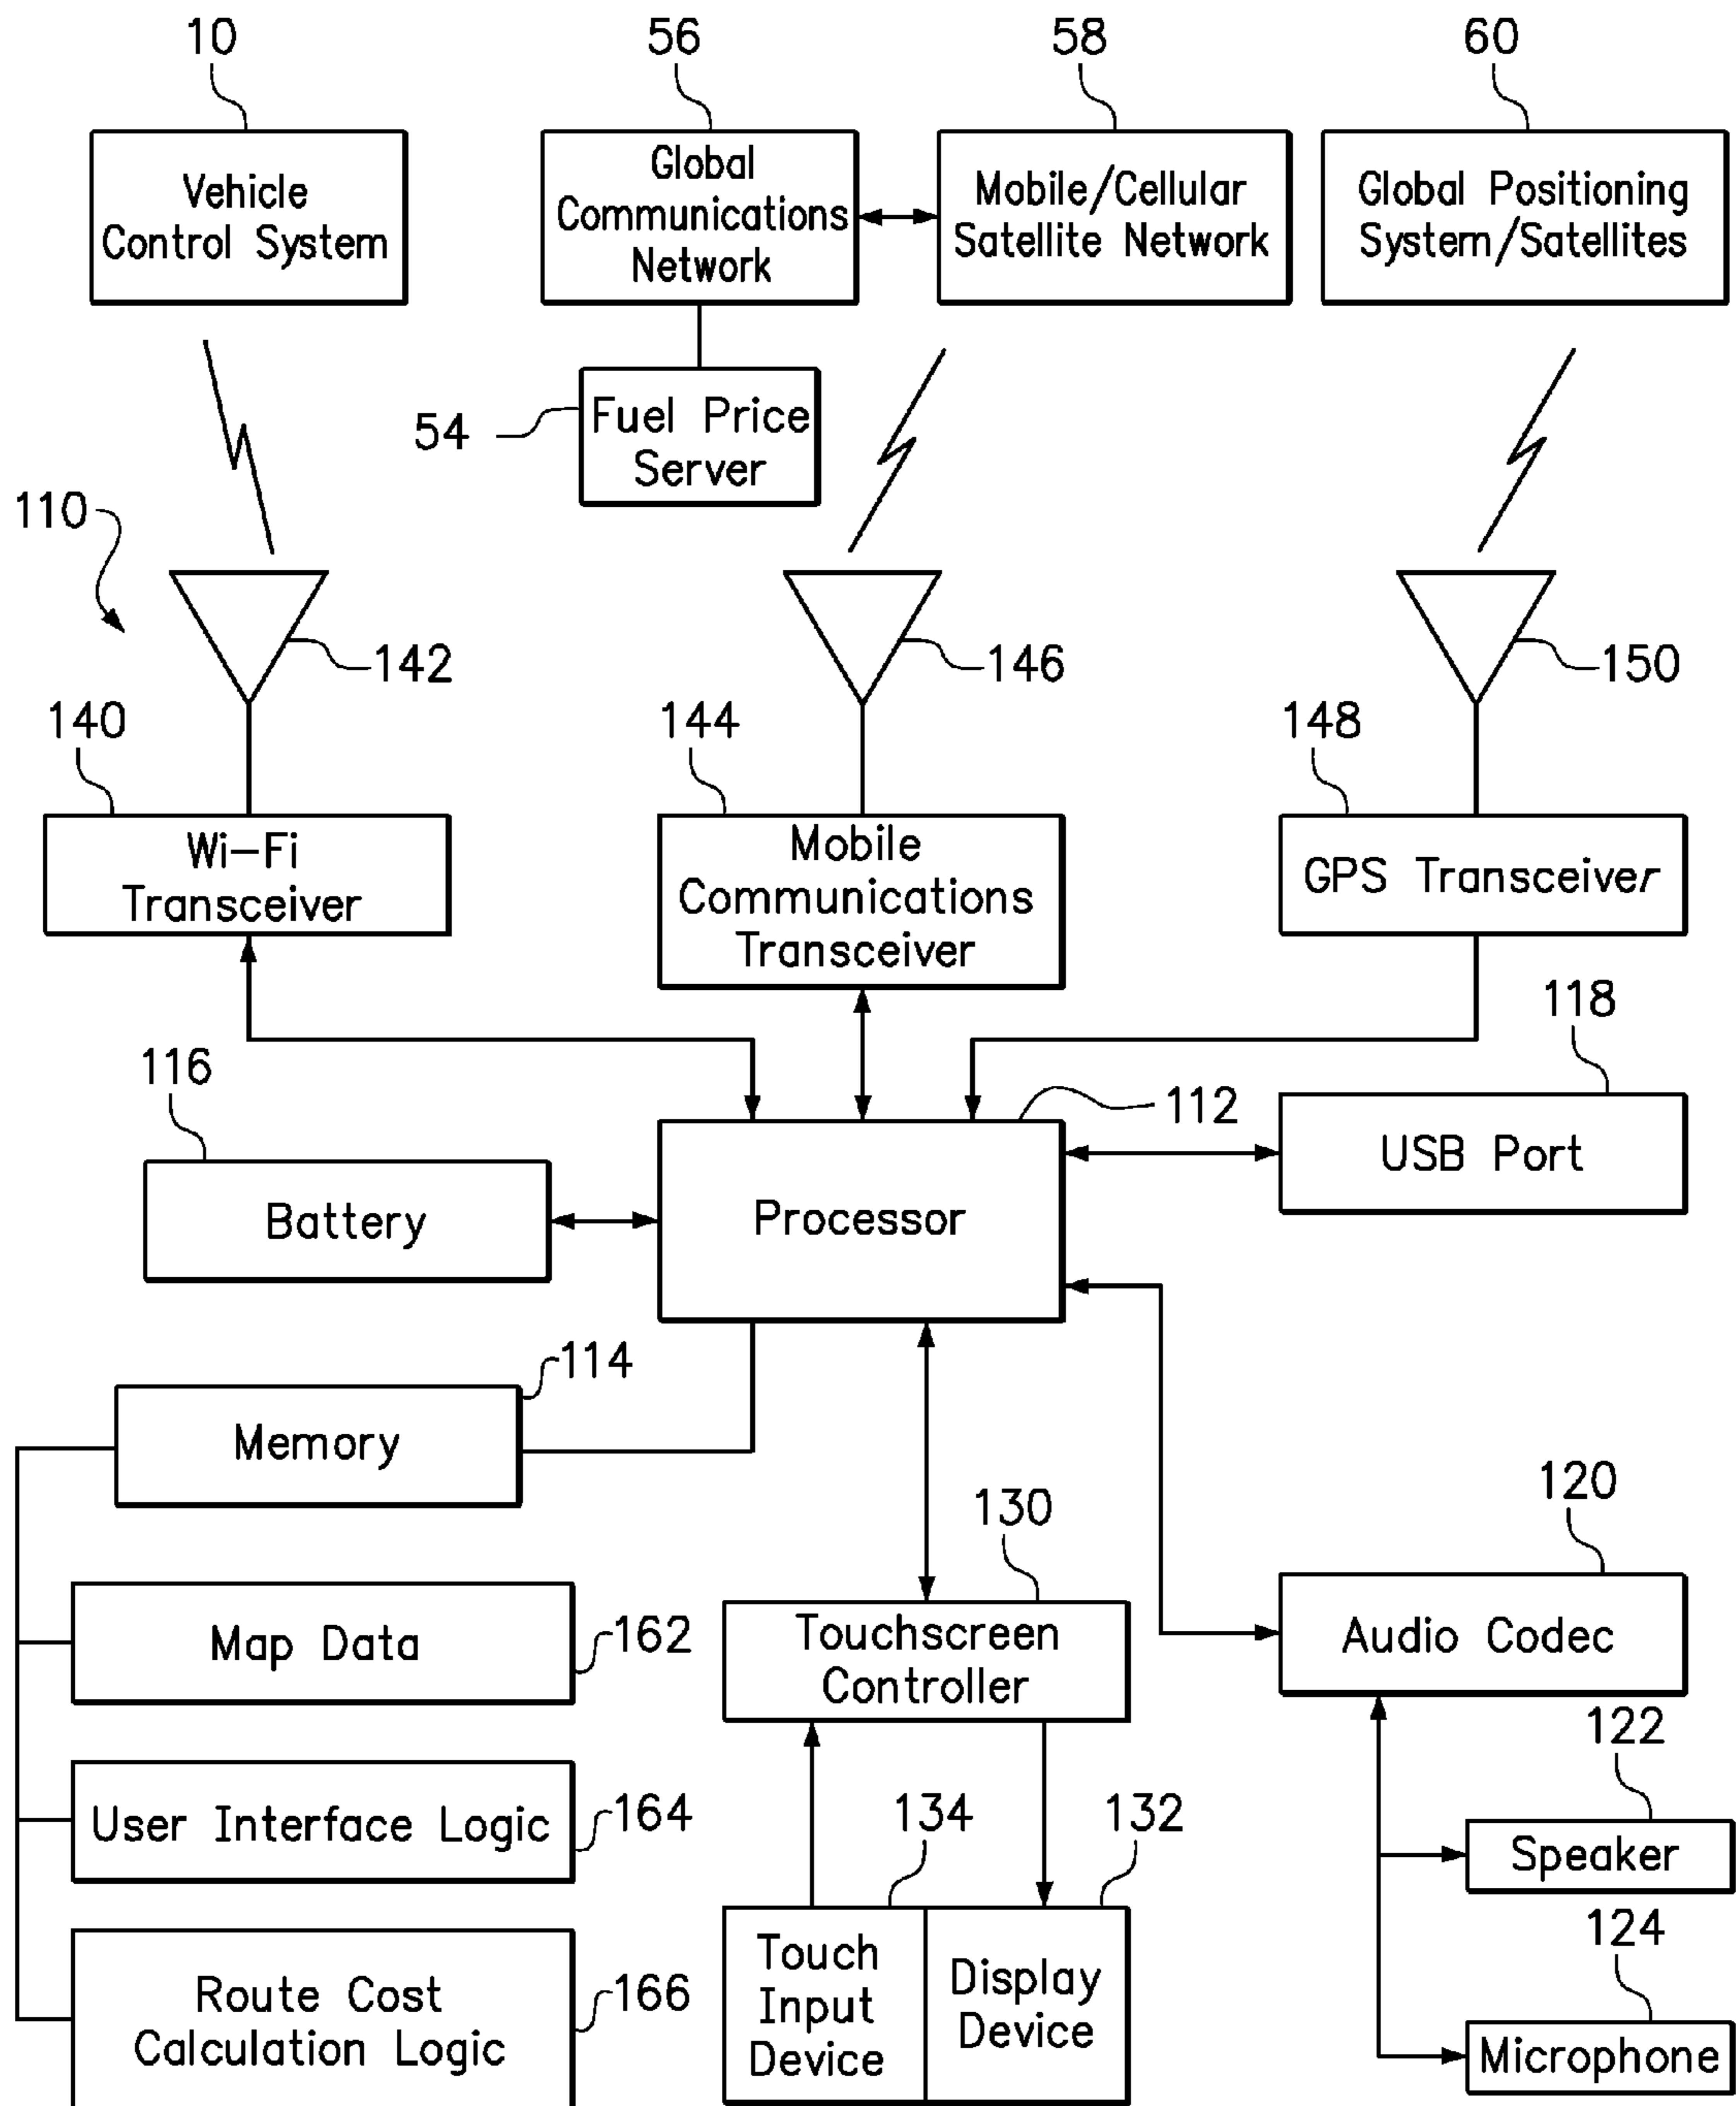 10
56
58
60
Vehicle
Control System
Global
Communications
Network
Mobile/Cellular
Satellite Network
Global Positioning
System/Satellites
54
Fuel Price
Server
110
142
146
150
140
144
148
Wi-Fi
Transceiver
Mobile
Communications
Transceiver
GPS Transceiver
118
116
112
USB Port
Battery
Processor
114
Memory
130
120
Map Data
162
Touchscreen
Controller
Audio Codec
122
User Interface Logic
164
134
132
Speaker
124
Route Cost
Calculation Logic
166
Touch
Input
Device
Display
Device
Microphone